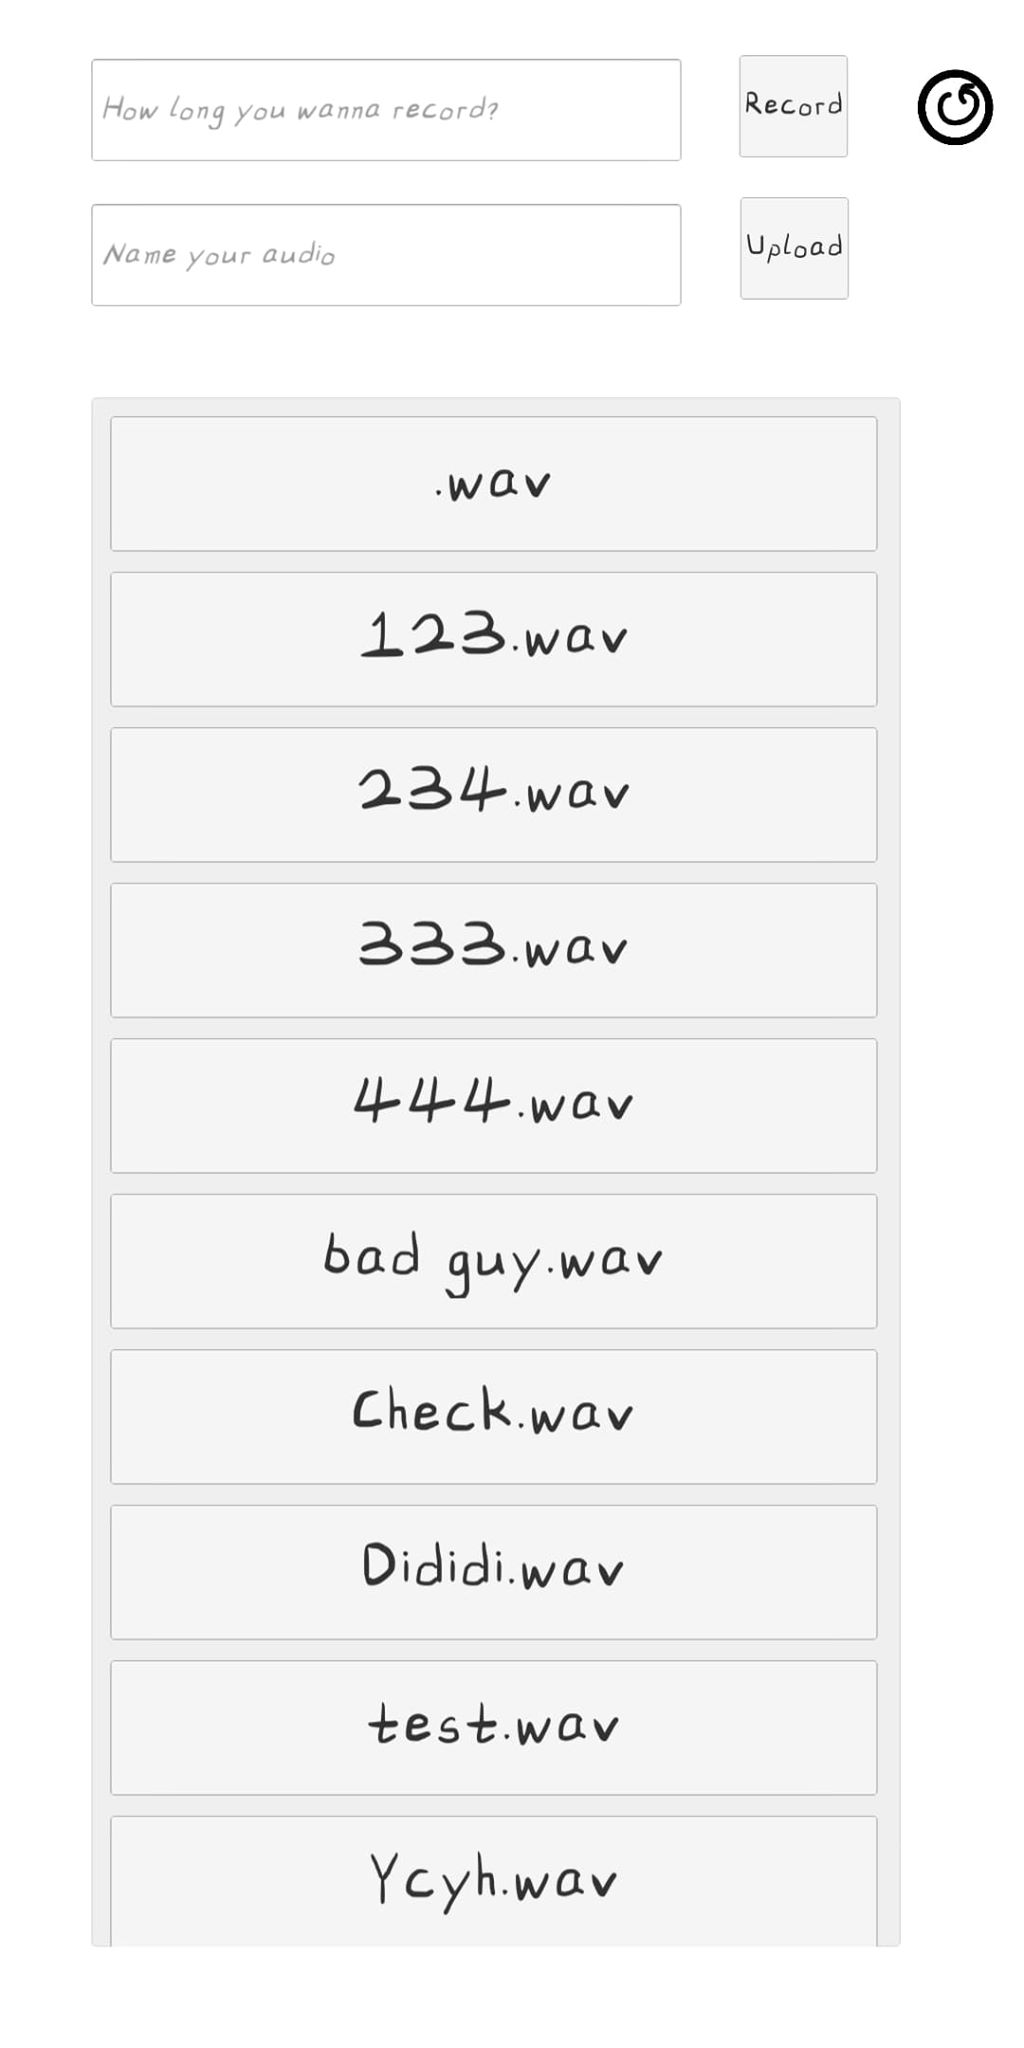 How long you wanna record?
Record
Name your audio
Upload
.wav
123.wav
234.wav
333.wav
444.wav
bad guy.wav
Check.wav
Dididi.wav
test.wav
Ycyh.wav